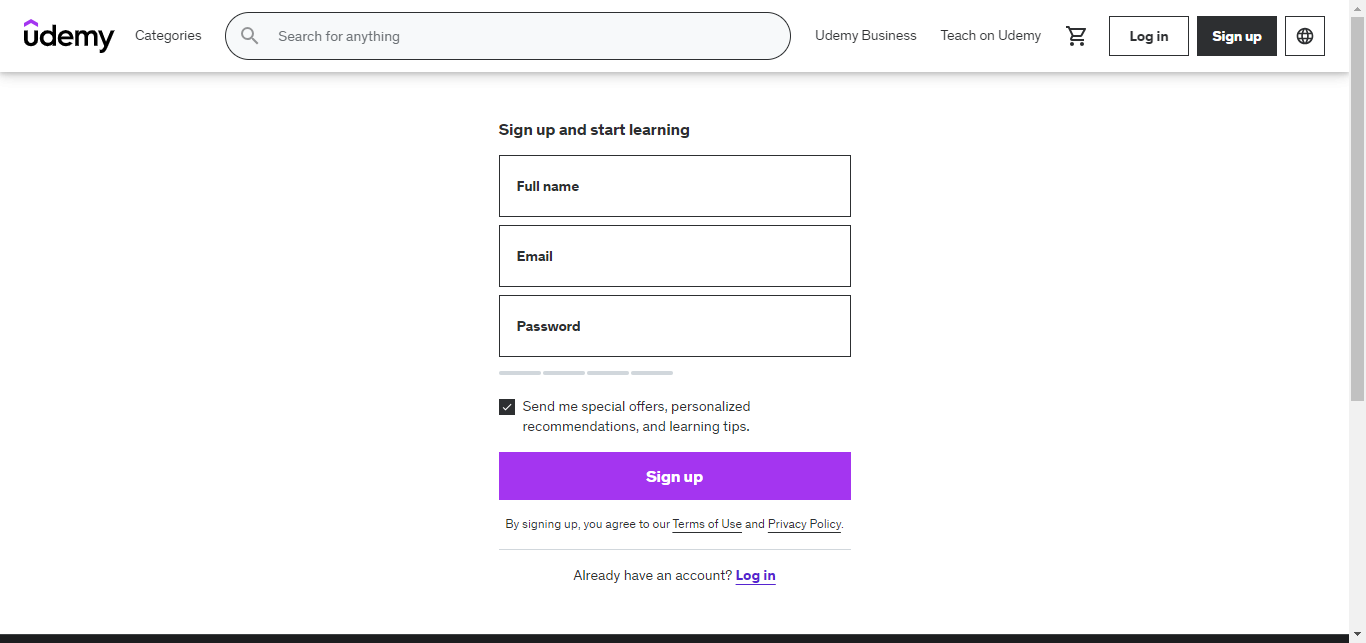 udemy
Categories
Search for anything
Udemy Business
Teach on Udemy
Log in
Sign up
Sign up and start learning
Full name
Email
Password
Send me special offers, personalized
recommendations, and learning tips.
Sign up
By signing up, you agree to our Terms of Use and Privacy Policy.
Already have an account? Log in